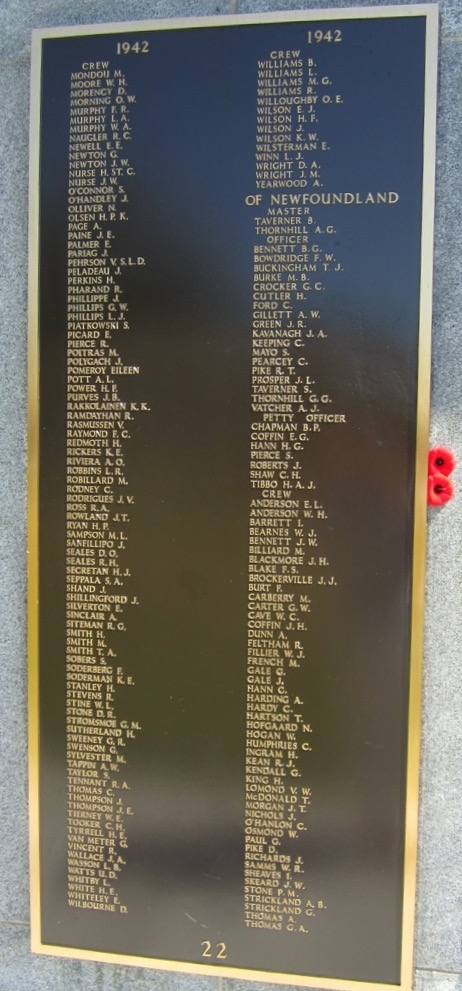 1942
CREW
MONDOU M.
MOORE W. H.
MORENCY D.
MORNING O. W.
MURPHY F. R.
MURPHY L. A.
MURPHY W. A.
NAUGLER R. C.
NEWELL E. E.
NEWTON G.
NEWTON J. W.
NURSE H. ST. C.
NURSE J. W.
O'CONNOR S.
O'HANDLEY J.
OLLIVER N.
OLSEN H. P. K.
PAGE A.
PAINE J. E.
PALMER E.
PARIAG J.
PEHRSON V. S. L. D.
PELADEAU J.
PERKINS H.
PHARAND R.
PHILLIPPE J.
PHILLIPS G. W.
PHILLIPS L. J.
PIATKOWSKI S.
PICARD E.
PIERCE R.
POITRAS M.
POLYGACH J.
POMEROY EILEEN
POTT A. L.
POWER H. F.
PURVES J. B.
RAKKOLAINEN K. K.
RAMDAYHAN R.
RASMUSSEN V.
RAYMOND F. C.
REDMOTH H.
RICKERS K. E.
RIVIERA A. O.
ROBBINS L. R.
ROBILLARD M.
RODNEY C.
RODRIGUES J. V.
ROSS R. A.
ROWLAND J. T.
RYAN H. P.
SAMPSON M. L.
SANFILLIPO J.
SEALES D. O.
SEALES R. H.
SECRETAN H. J.
SEPPALA S. A.
SHAND J.
SHILLINGFORD J.
SILVERTON E.
SINCLAIR A.
SITEMAN R. G.
SMITH H.
SMITH M.
SMITH T. A.
SOBERS S.
SODERBERG F.
SODERMAN K. E.
STANLEY H.
STEVENS R.
STINE W. L.
STONE D. R.
STROMSMOE G. M.
SUTHERLAND H.
SWEENEY G. R.
SWENSON G.
SYLVESTER M.
TAPPIN A. W.
TAYLOR S.
TENNANT R. A.
THOMAS C.
THOMPSON J.
THOMPSON J. E.
TIERNEY W. E.
TOOKER C. H.
TYRRELL H. E.
VAN METER G.
VINCENT R.
WALLACE J. A.
WASSON L. B.
WATTS U. D.
WHITBY L.
WHITE H. E.
WHITELEY E.
WILBOURNE D.
1942
CREW
WILLIAMS B.
WILLIAMS L.
WILLIAMS M. G.
WILLIAMS R.
WILLOUGHBY O. E.
WILSON E. J.
WILSON H. F.
WILSON J.
WILSON K. W.
WILSTERMAN E.
WINN L. J.
WRIGHT D. A.
WRIGHT J. M.
YEARWOOD A.
OF NEWFOUNDLAND
MASTER
TAVERNER B.
THORNHILL A. G.
OFFICER
BENNETT B. G.
BOWDRIDGE F. W.
BUCKINGHAM T. J.
BURKE M. B.
CROCKER G. C.
CUTLER H.
FORD C.
GILLETT A. W.
GREEN J. R.
KAVANAGH J. A.
KEEPING C.
MAYO S.
PEARCEY C.
PIKE R. T.
PROSPER J. L.
TAVERNER S.
THORNHILL G. G.
VATCHER A. J.
PETTY OFFICER
CHAPMAN B. P.
COFFIN E. G.
HANN H. G.
PIERCE S.
ROBERTS J.
SHAW C. H.
TIBBO H. A. J.
CREW
ANDERSON E. L.
ANDERSON W. H.
BARRETT I.
BEARNES W. J.
BENNETT J. W.
BILLIARD M.
BLACKMORE J. H.
BLAKE F. S.
BROCKERVILLE J. J.
BURT F.
CARBERRY M.
CARTER G. W.
CAVE W. C.
COFFIN J. H.
DUNN A.
FELTHAM R.
FILLIER W. J.
FRENCH M.
GALE G.
GALE J.
HANN C.
HARDING A.
HARDY C.
HARTSON T.
HOFGAARD N.
HOGAN W.
HUMPHRIES C.
INGRAM H.
KEAN R. J.
KENDALL G.
KING H.
LOMOND V. W.
McDONALD T.
MORGAN J. T.
NICHOLS J.
O'HANLON C.
OSMOND W.
PAUL G.
PIKE D.
RICHARDS J.
SAMMS W. R.
SHEAVES I.
SKEARD J. W.
STONE P. M.
STRICKLAND A. B.
STRICKLAND G.
THOMAS A.
THOMAS G. A.
22